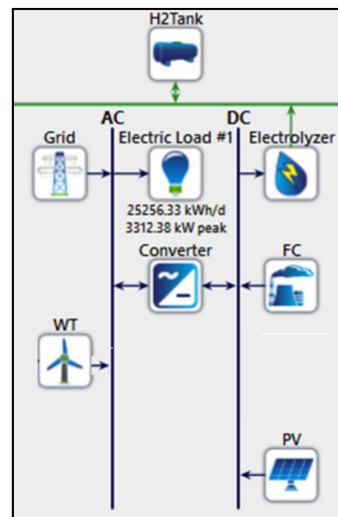 H2Tank
AC DC
Grid Electric Load #1 Electrolyzer
25256.33 kWh/d
3312.38 kW peak
Converter FC
WT
PV